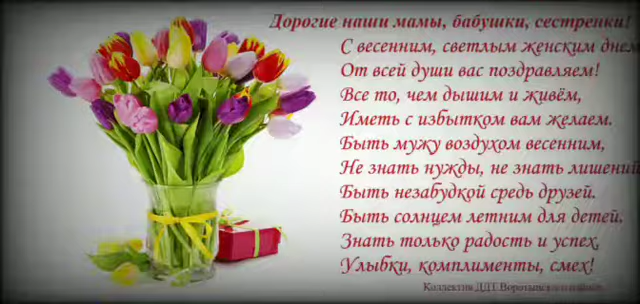 Дорогие наши мамы, бабушки, сестренки!
С весенним, светлым женским днем
От всей души вас поздравляем!
Все то, чем дышим и живём,
Иметь с избытком вам желаем.
Быть мужу воздухом весенним,
Не знать нужды, не знать лишений
Быть незабудкой средь друзей.
Быть солнцем летним для детей.
Знать только радость и успех,
Улыбки, комплименты, смех!
Коллектив ДДТ